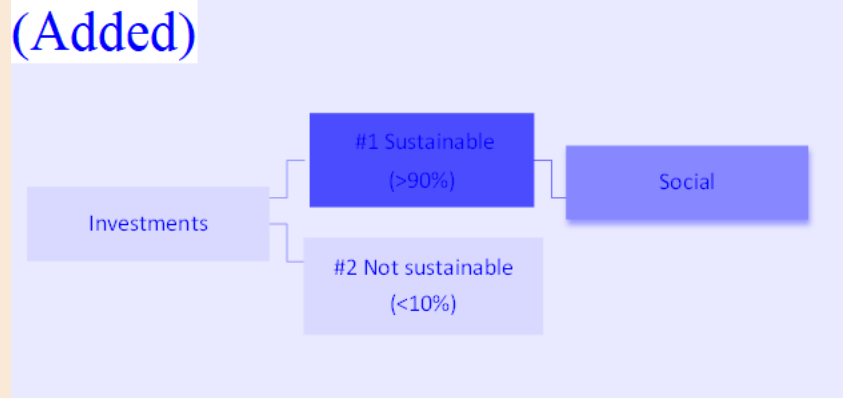 (Added)
#1 Sustainable
(>90%)
Social
Investments
#2 Not sustainable
(<10%)